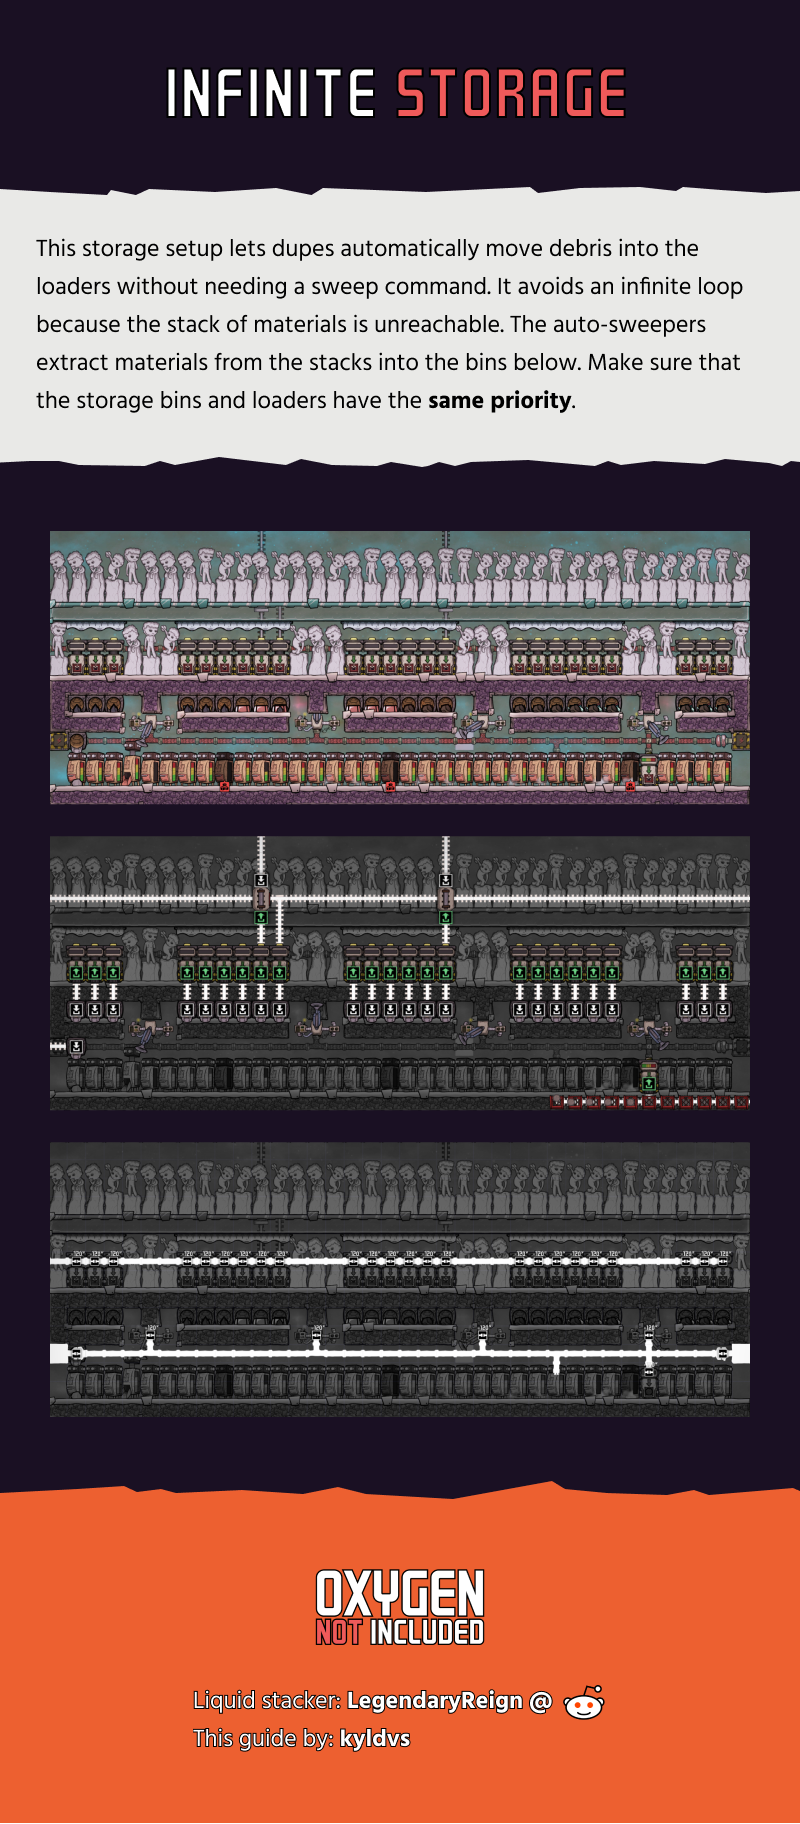 INFINITE STORAGE
This storage setup lets dupes automatically move debris into the
loaders without needing a sweep command. It avoids an infinite loop
because the stack of materials is unreachable. The auto-sweepers
extract materials from the stacks into the bins below. Make sure that
the storage bins and loaders have the same priority.
OXYGEN
NOT INCLUDED
Liquid stacker: LegendaryReign @
This guide by: kyldvs